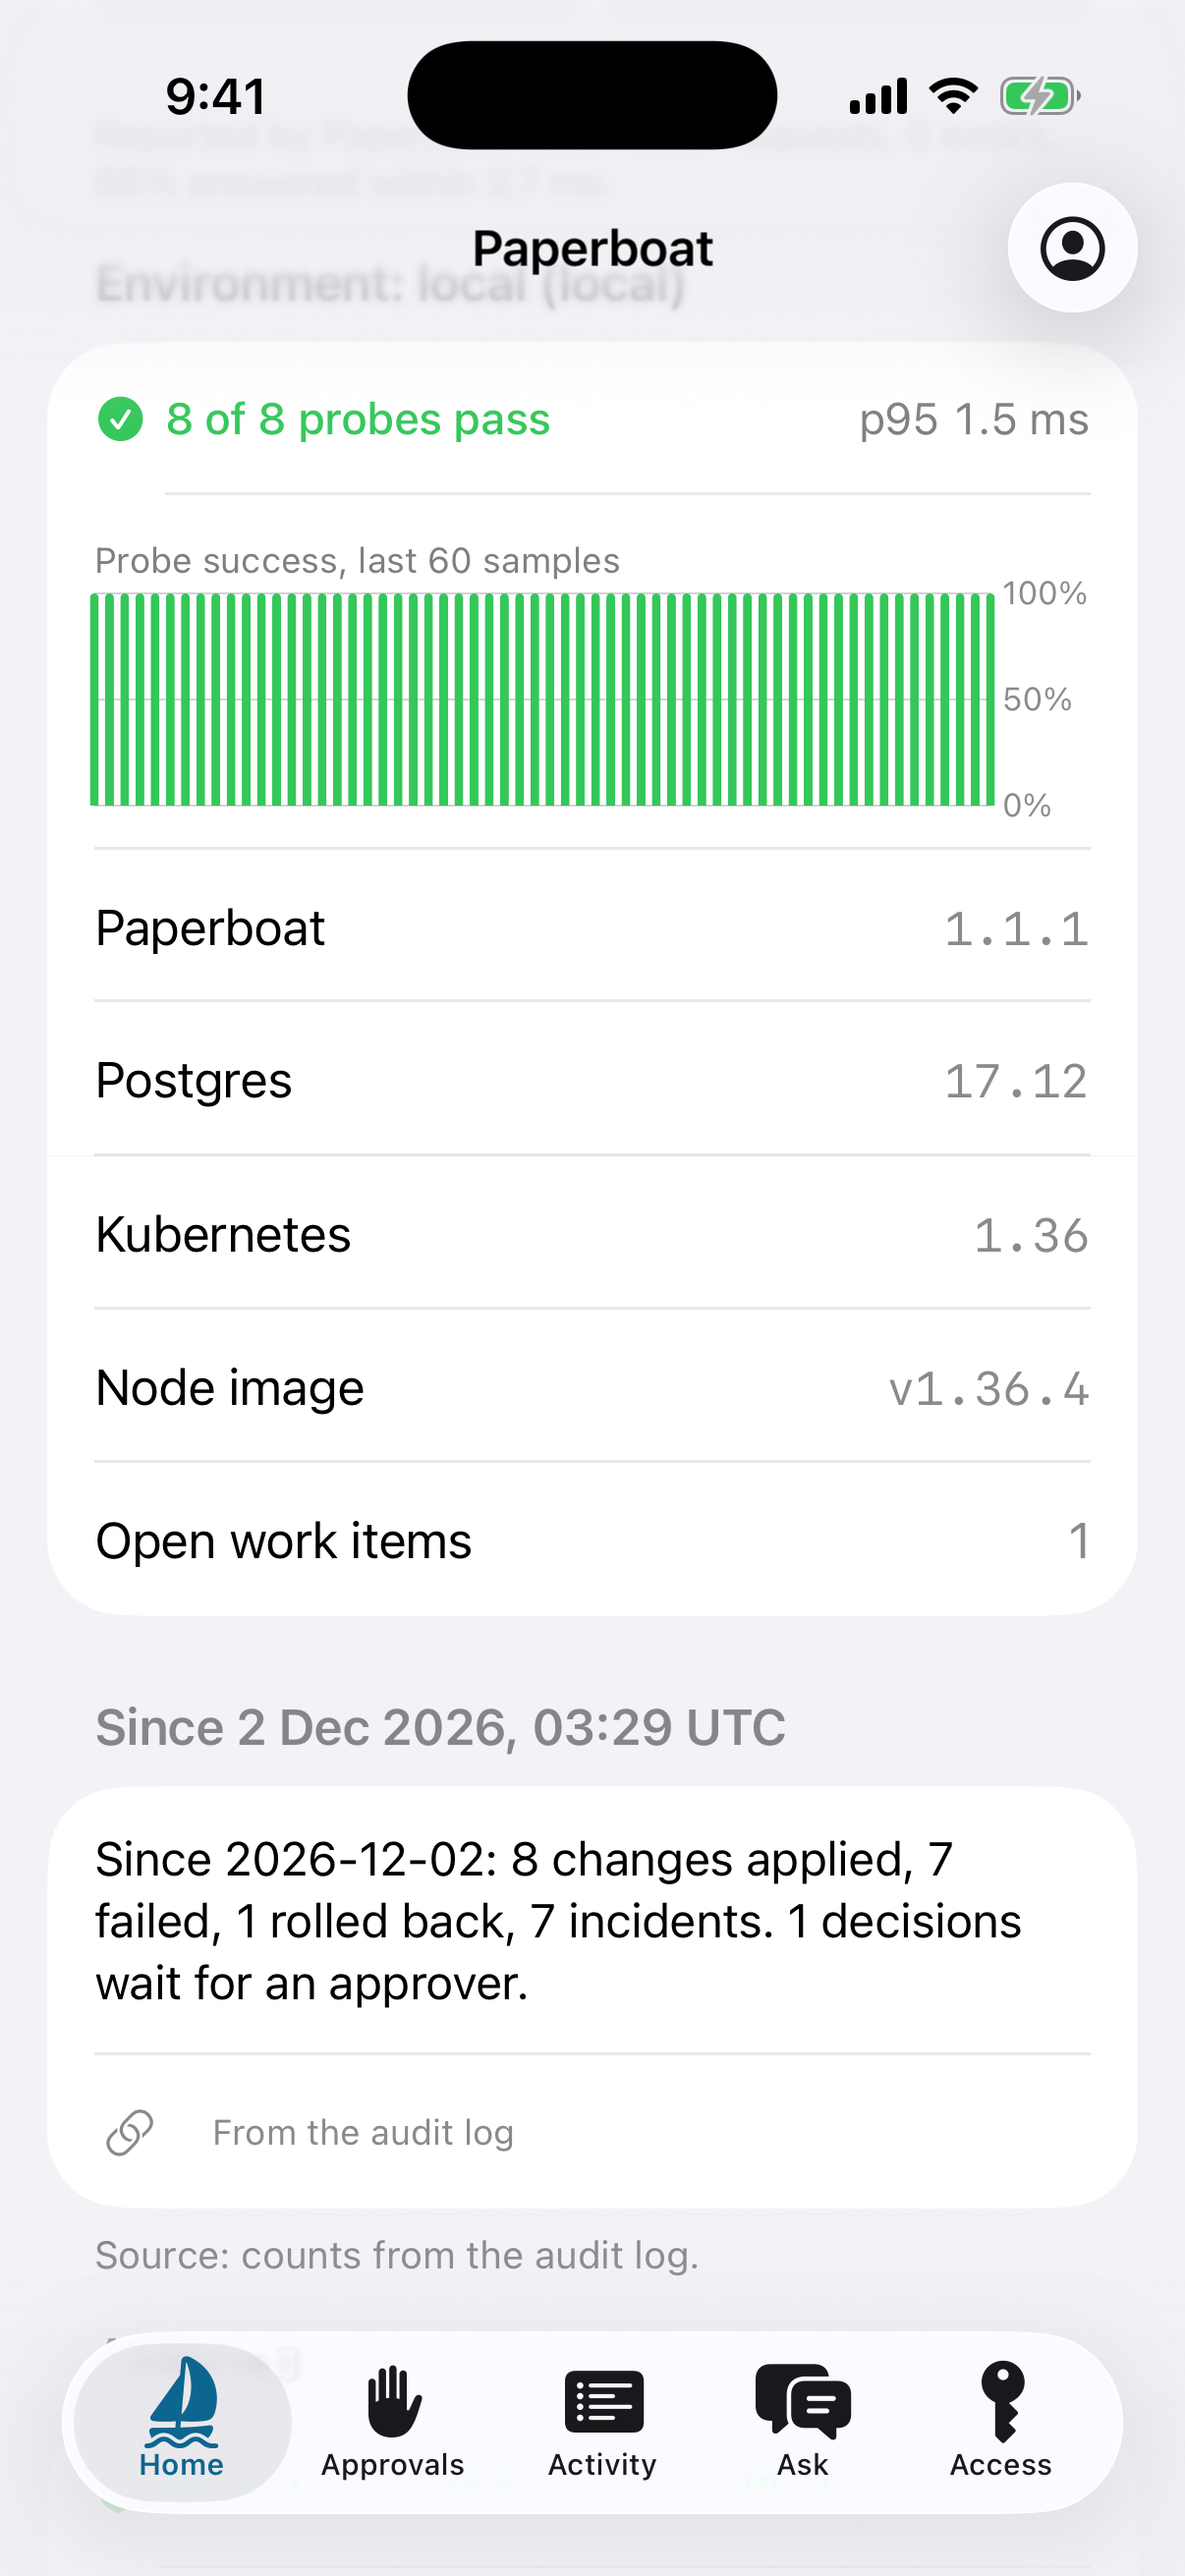 9:41
Paperboat
Environment: local (local)
8 of 8 probes pass
p95 1.5 ms
Probe success, last 60 samples
100%
50%
0%
Paperboat
1.1.1
Postgres
17.12
Kubernetes
1.36
Node image
v1.36.4
Open work items
1
Since 2 Dec 2026, 03:29 UTC
Since 2026-12-02: 8 changes applied, 7
failed, 1 rolled back, 7 incidents. 1 decisions
wait for an approver.
From the audit log
Source: counts from the audit log.
Home
Approvals
Activity
Ask
Access